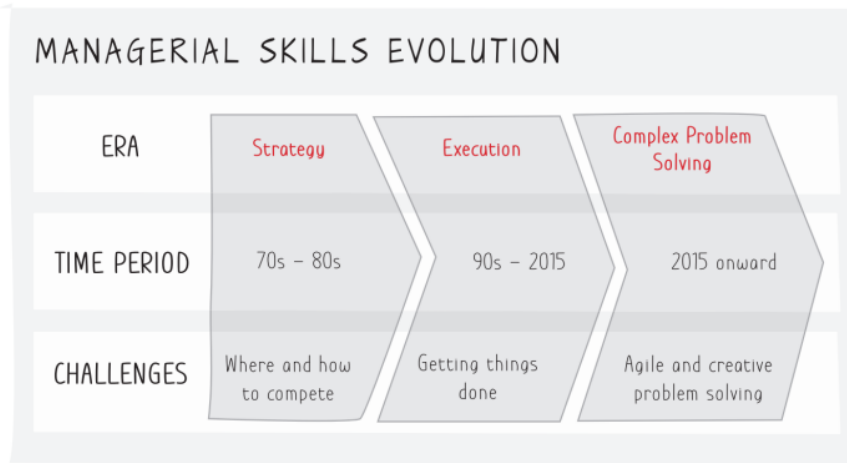 MANAGERIAL SKILLS EVOLUTION
ERA
Strategy
Execution
Complex Problem
Solving
TIME PERIOD
70s – 80s
90s – 2015
2015 onward
CHALLENGES
Where and how
to compete
Getting things
done
Agile and creative
problem solving